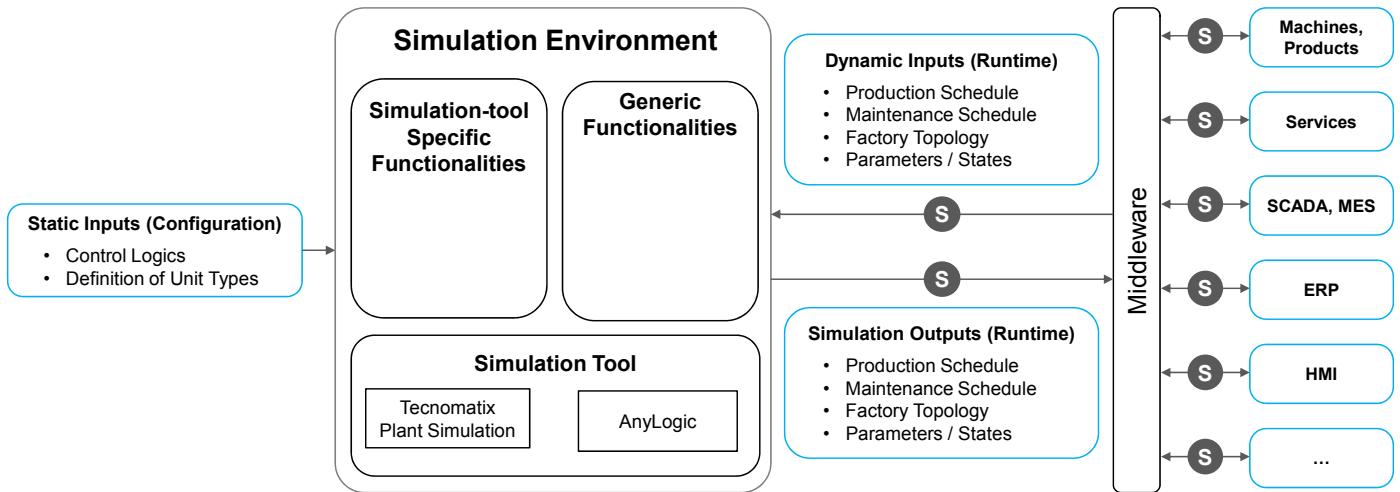 Static Inputs (Configuration)
• Control Logics
• Definition of Unit Types
Simulation Environment
Simulation-tool
Specific
Functionalities
Generic
Functionalities
Simulation Tool
Tecnomatix
Plant Simulation
AnyLogic
Dynamic Inputs (Runtime)
• Production Schedule
• Maintenance Schedule
• Factory Topology
• Parameters / States
S
S
Simulation Outputs (Runtime)
• Production Schedule
• Maintenance Schedule
• Factory Topology
• Parameters / States
Middleware
S
Machines,
Products
S
Services
S
SCADA, MES
S
ERP
S
HMI
S
...